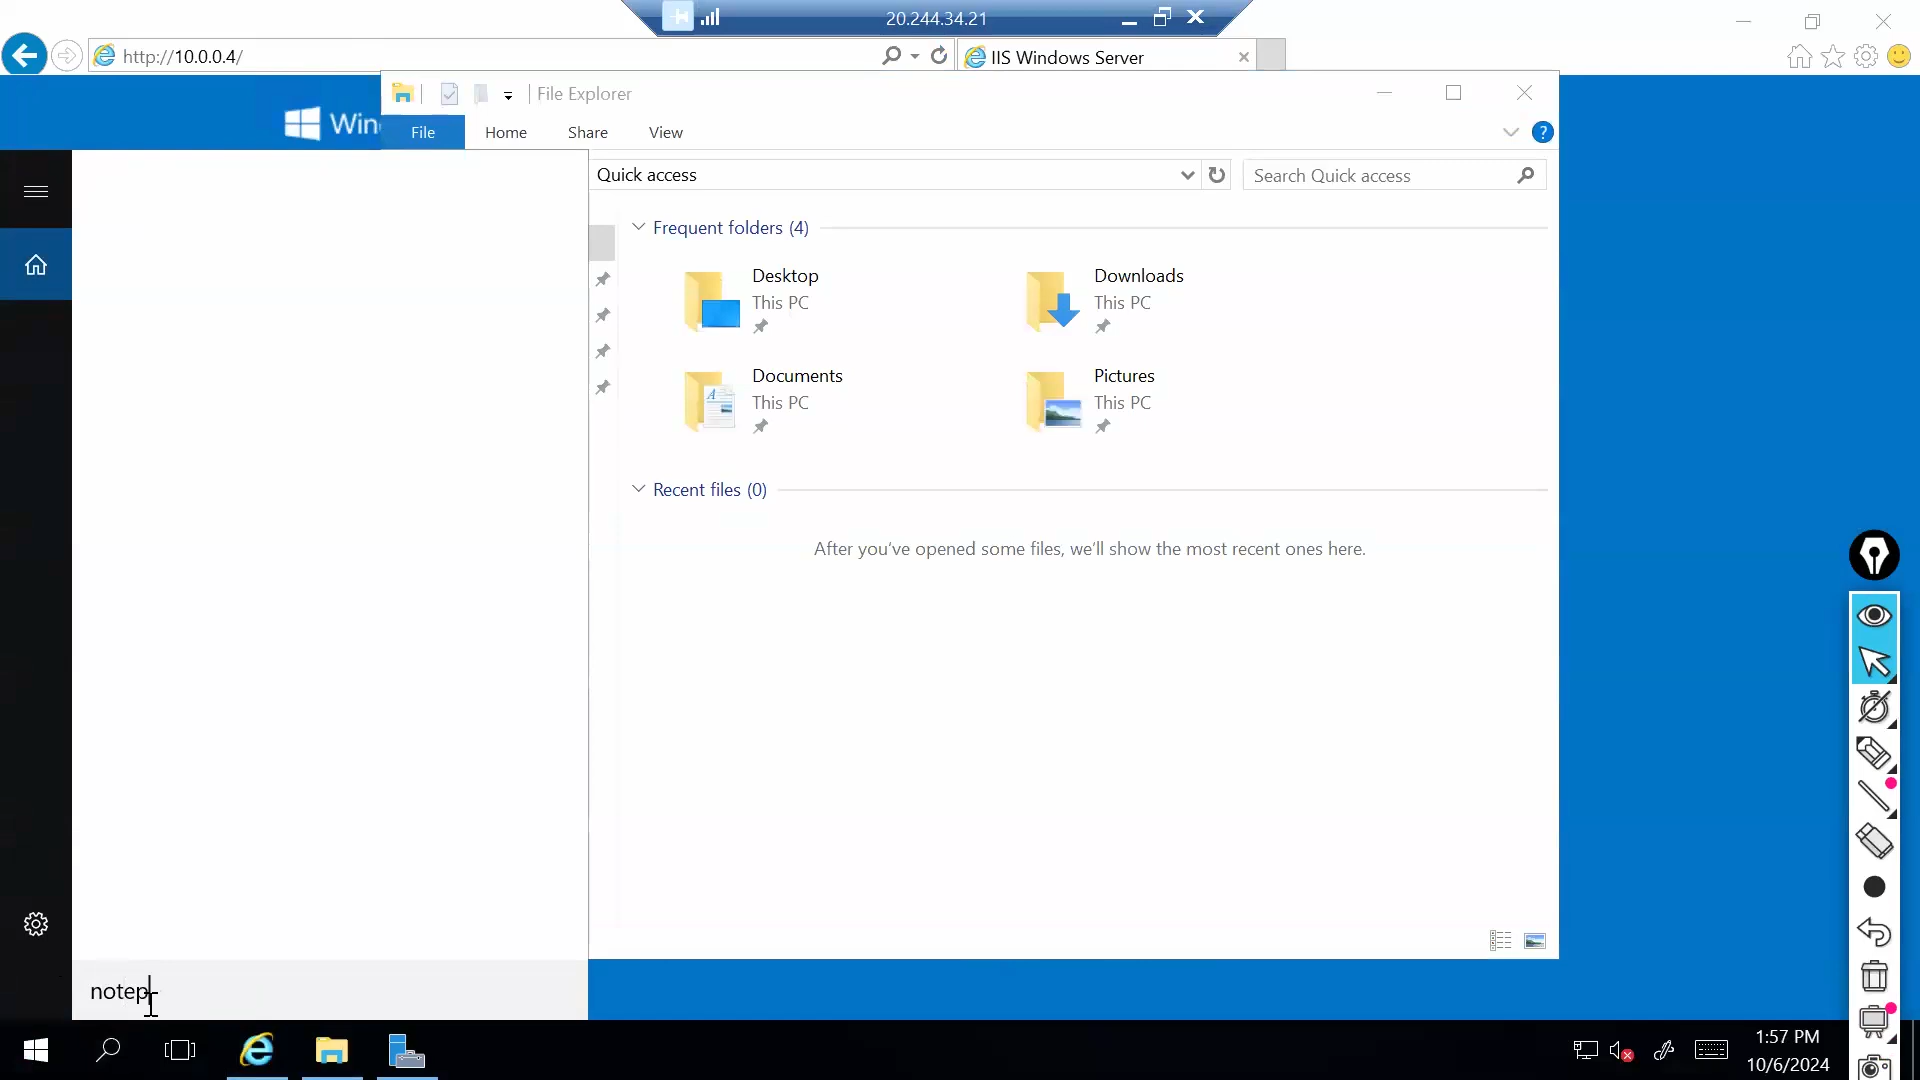 20.244.34.21
http://10.0.0.4/
IIS Windows Server
File Explorer
Win
File
Home
Share
View
Quick access
Search Quick access
Frequent folders (4)
Desktop
This PC
Downloads
This PC
Documents
This PC
Pictures
This PC
Recent files (0)
After you've opened some files, we'll show the most recent ones here.
notep
1:57 PM
10/6/2024